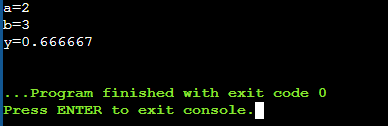 a=2
b=3
y=0.666667
...Program finished with exit code 0
Press ENTER to exit console.